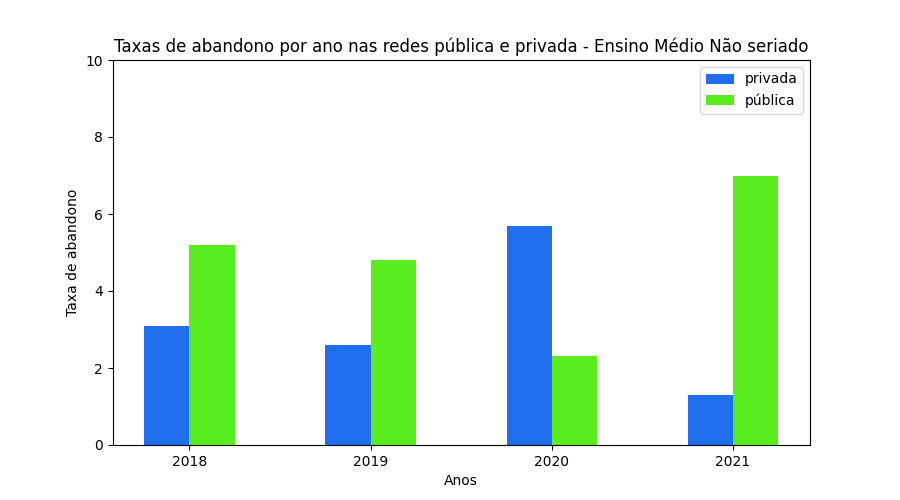 Taxas de abandono por ano nas redes pública e privada - Ensino Médio Não seriado
10
8
6
4
2
0
Taxa de abandono
privada
pública
2018 2019 2020 2021
Anos